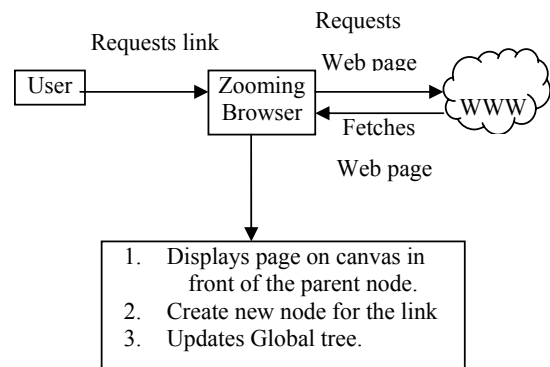 Requests
Requests link
Web page
User
Zooming
Browser
WWW
Fetches
Web page
1. Displays page on canvas in
front of the parent node.
2. Create new node for the link
3. Updates Global tree.